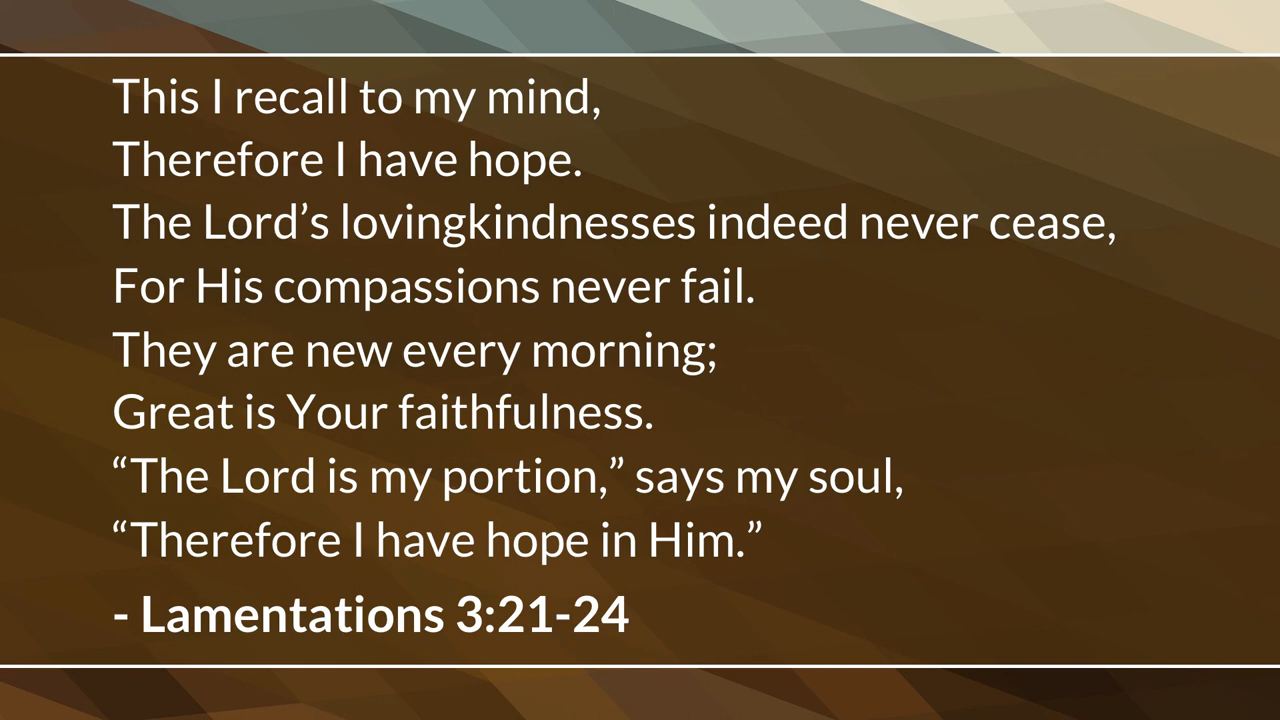 This I recall to my mind,
Therefore I have hope.
The Lord’s lovingkindnesses indeed never cease,
For His compassions never fail.
They are new every morning;
Great is Your faithfulness.
“The Lord is my portion,” says my soul,
“Therefore I have hope in Him.”
- Lamentations 3:21-24